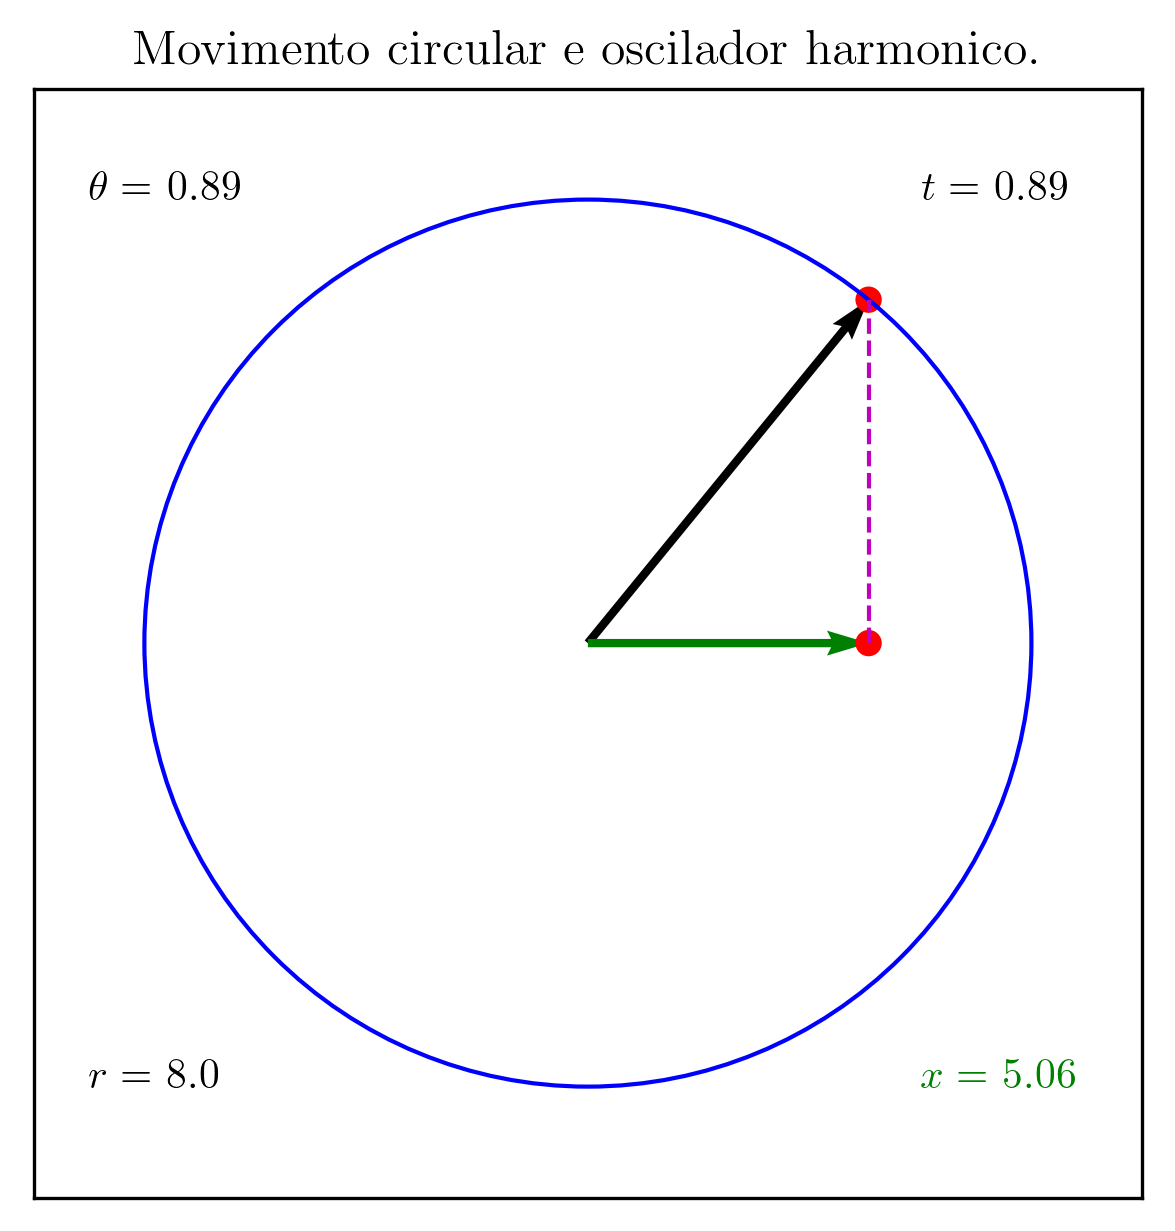 Movimento circular e oscilador harmonico.
θ = 0.89
t = 0.89
r = 8.0
x = 5.06